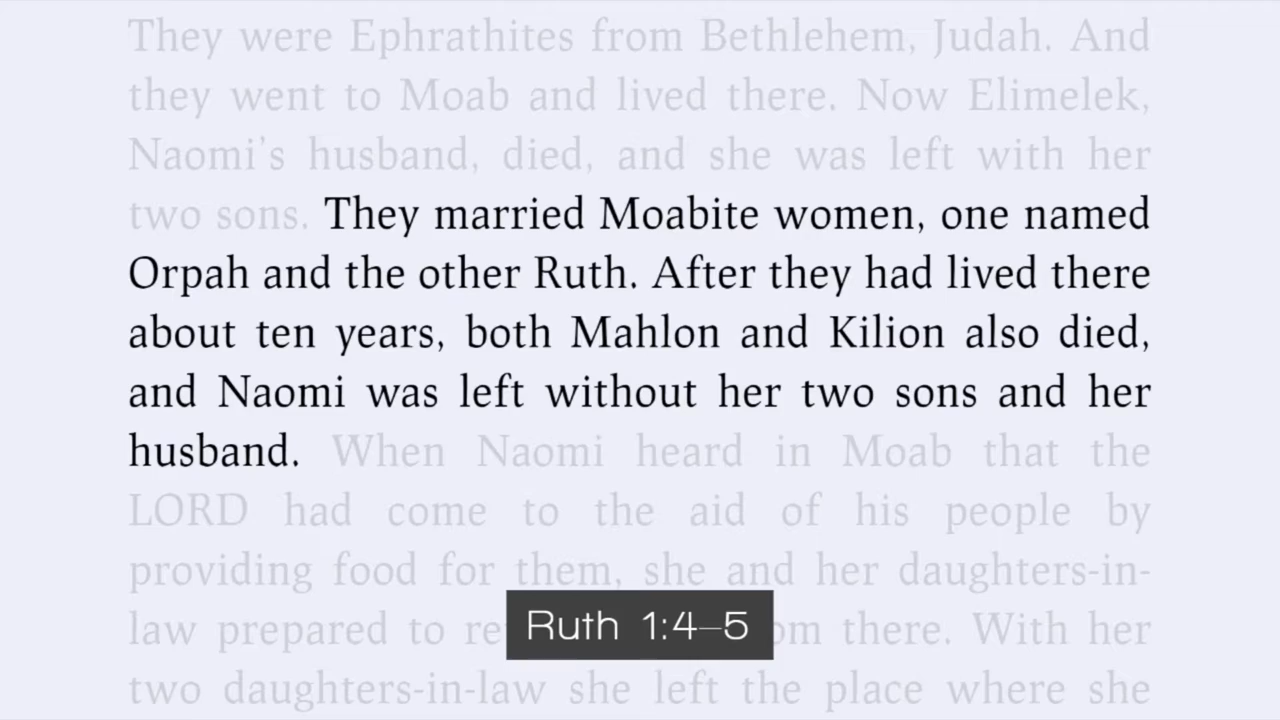 They were Ephrathites from Bethlehem, Judah. And
they went to Moab and lived there. Now Elimelek,
Naomi’s husband, died, and she was left with her
two sons. They married Moabite women, one named
Orpah and the other Ruth. After they had lived there
about ten years, both Mahlon and Kilion also died,
and Naomi was left without her two sons and her
husband. When Naomi heard in Moab that the
LORD had come to the aid of his people by
providing food for them, she and her daughters-in-
law prepared to there. With her
two daughters-in-law she left the place where she
Ruth 1:4–5